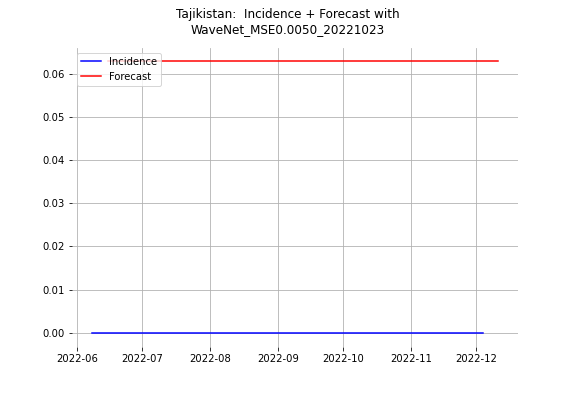 Tajikistan:  Incidence + Forecast with
WaveNet_MSE0.0050_20221023
Incidence
Forecast
0.06
0.05
0.04
0.03
0.02
0.01
0.00
2022-06 2022-07 2022-08 2022-09 2022-10 2022-11 2022-12